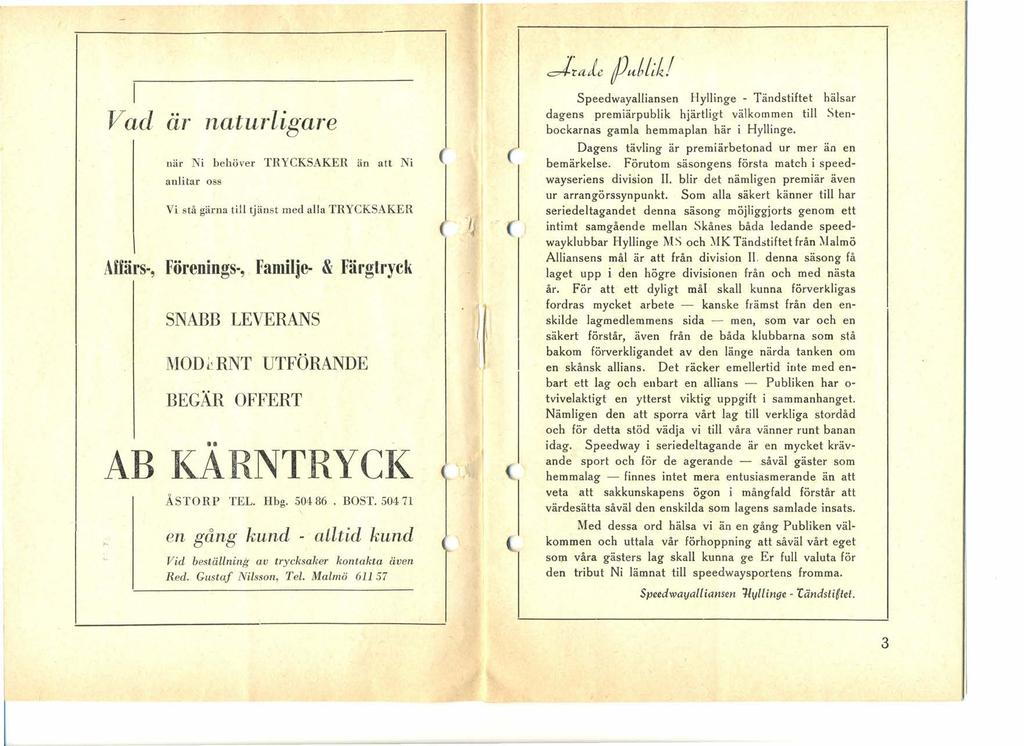 Vad är naturligare
när Ni behöver TRYCKSAKER än att Ni
anlitar oss
Vi stå gärna till tjänst med alla TRYCKSAKER
Affärs-, Förenings-, Familje- & Färgtryck
SNABB LEVERANS
MODERNT UTFÖRANDE
BEGÄR OFFERT
AB KÄRNTRYCK
ÅSTORP TEL. Hbg. 504 86 . BOST. 504 71
en gång kund - alltid kund
Vid beställning av trycksaker kontakta även
Red. Gustaf Nilsson, Tel. Malmö 611 57
Ärade Publik!
Speedwayalliansen Hyllinge - Tändstiftet hälsar
dagens premiärpublik hjärtligt välkommen till Sten-
bockarnas gamla hemmaplan här i Hyllinge.
Dagens tävling är premiärbetonad ur mer än en
bemärkelse. Förutom säsongens första match i speed-
wayseriens division II. blir det nämligen premiär även
ur arrangörssynpunkt. Som alla säkert känner till har
seriedeltagandet denna säsong möjliggjorts genom ett
intimt samgående mellan Skånes båda ledande speed-
wayklubbar Hyllinge MS och MK Tändstiftet från Malmö
Alliansens mål är att från division II. denna säsong få
laget upp i den högre divisionen från och med nästa
år. För att ett dyligt mål skall kunna förverkligas
fordras mycket arbete — kanske främst från den en-
skilde lagmedlemmens sida — men, som var och en
säkert förstår, även från de båda klubbarna som stå
bakom förverkligandet av den länge närda tanken om
en skånsk allians. Det räcker emellertid inte med en-
bart ett lag och enbart en allians — Publiken har o-
tvivelaktigt en ytterst viktig uppgift i sammanhanget.
Nämligen den att sporra vårt lag till verkliga stordåd
och för detta stöd vädja vi till våra vänner runt banan
idag. Speedway i seriedeltagande är en mycket kräv-
ande sport och för de agerande — såväl gäster som
hemmalag — finnes intet mera entusiasmerande än att
veta att sakkunskapens ögon i mångfald förstår att
värdesätta såväl den enskilda som lagens samlade insats.
Med dessa ord hälsa vi än en gång Publiken väl-
kommen och uttala vår förhoppning att såväl vårt eget
som våra gästers lag skall kunna ge Er full valuta för
den tribut Ni lämnat till speedwaysportens fromma.
Speedwayalliansen Hyllinge - Tändstiftet.
3